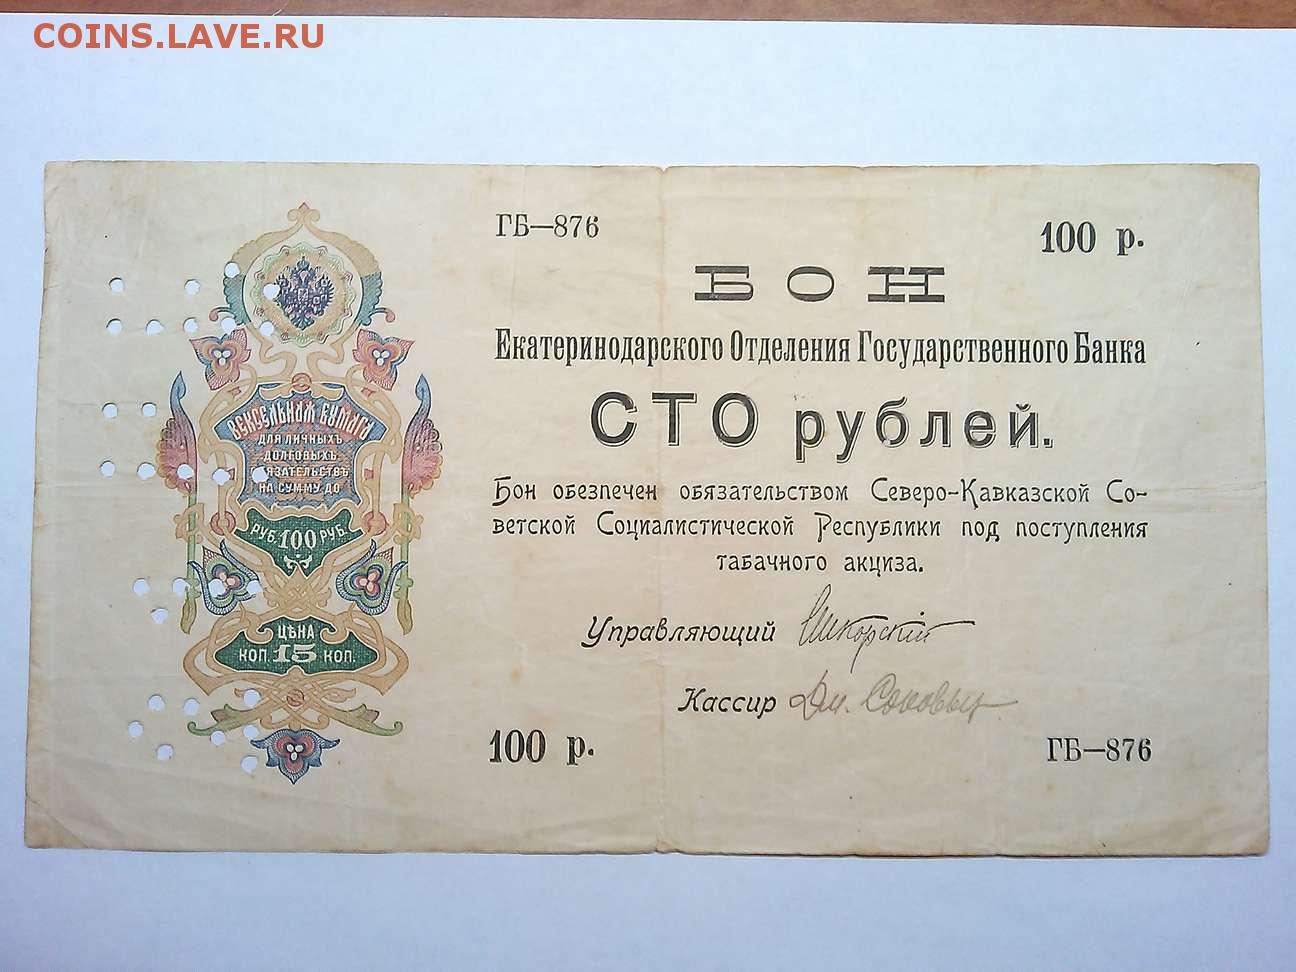 COINS.LAVE.RU
ГБ—876
100 р.
БОН
Екатеринодарского Отделения Государственного Банка
СТО рублей.
Бон обезпечен обязательством Северо-Кавказской Со-
ветской Социалистической Республики под поступления
табачного акциза.
Управляющий
Кассир Дм.
100 р.
ГБ—876
ВЕКСЕЛЬНАЯ БУМАГА
ДЛЯ ЛИЧНЫХЪ
ДОЛГОВЫХЪ
ОБЯЗАТЕЛЬСТВЪ
НА СУММУ ДО
РУБ. 100 РУБ.
ЦѢНА
КОП. 15 КОП.